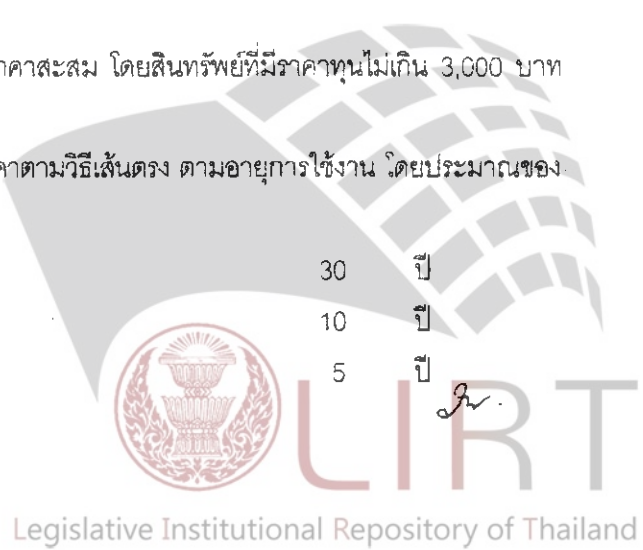 าคาสะสม โดยสินทรัพย์ที่มีราคาทุนไม่เกิน 3,000 บาท
คาตามวิธีเส้นตรง ตามอายุการใช้งาน โดยประมาณของ
30 ปี
10 ปี
5 ปี
LIRT
Legislative Institutional Repository of Thailand